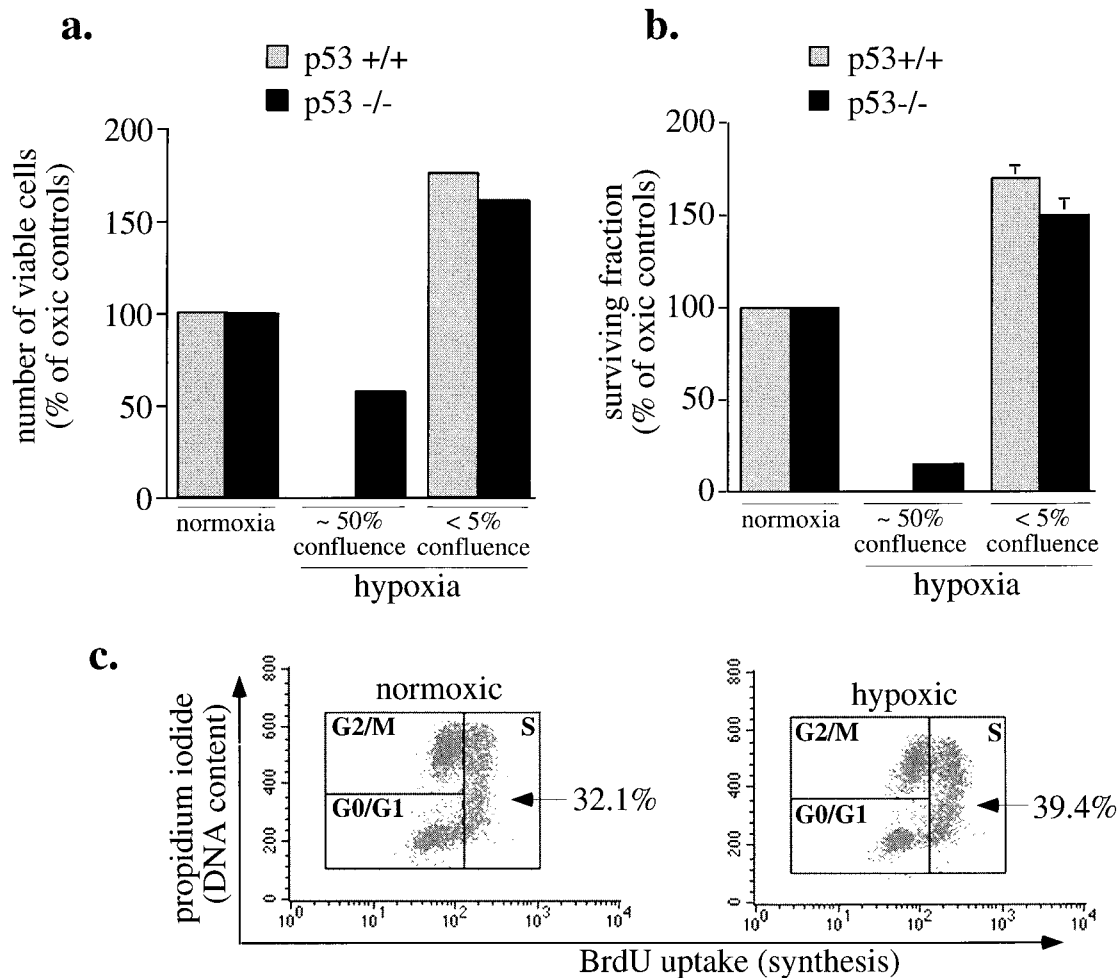 a.
p53 +/+
p53 -/-
number of viable cells
(% of oxic controls)
200
150
100
50
0
normoxia
~ 50%
confluence
< 5%
confluence
hypoxia
b.
p53+/+
p53-/-
surviving fraction
(% of oxic controls)
200
150
100
50
0
normoxia
~ 50%
confluence
< 5%
confluence
hypoxia
c.
propidium iodide
(DNA content)
normoxic
800
600
400
200
0
G2/M
S
G0/G1
32.1%
10^0
10^1
10^2
10^3
10^4
hypoxic
800
600
400
200
0
G2/M
S
G0/G1
39.4%
10^0
10^1
10^2
10^3
10^4
BrdU uptake (synthesis)